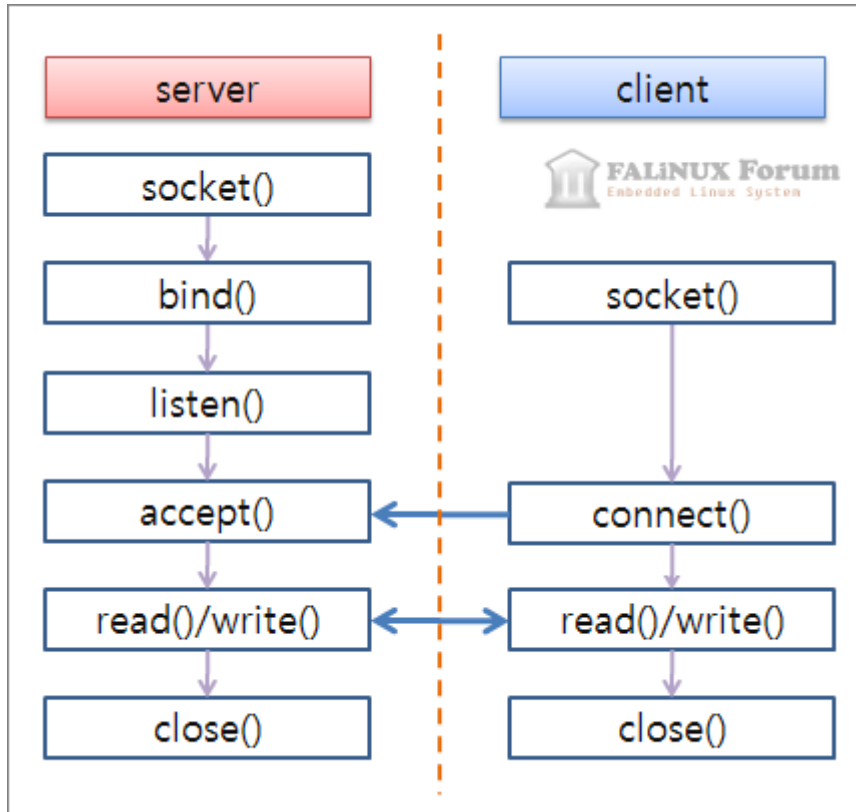 server
client
FALiNUX Forum
Embedded Linux System
socket()
bind()
socket()
listen()
accept()
connect()
read()/write()
read()/write()
close()
close()